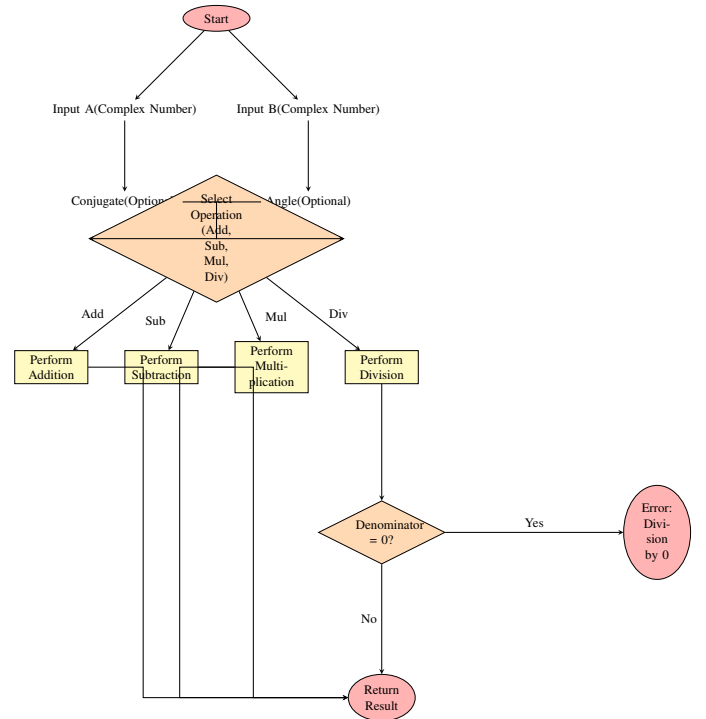 Start
Input A(Complex Number)
Input B(Complex Number)
Conjugate(Option
Angle(Optional)
Select
Operation
(Add,
Sub,
Mul,
Div)
Add
Sub
Mul
Div
Perform
Addition
Perform
Subtraction
Perform
Multi-
plication
Perform
Division
Denominator
= 0?
Yes
Error:
Divi-
sion
by 0
No
Return
Result